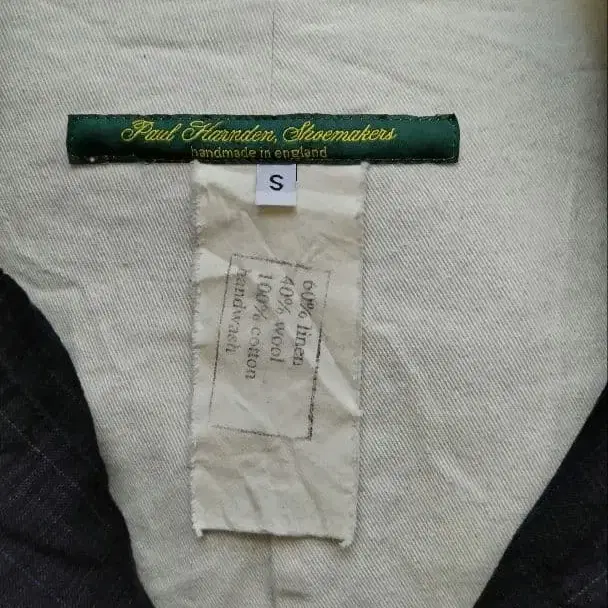 Paul Harnden, Shoemakers
handmade in england
S
60% linen
40% wool
100% cotton
handwash